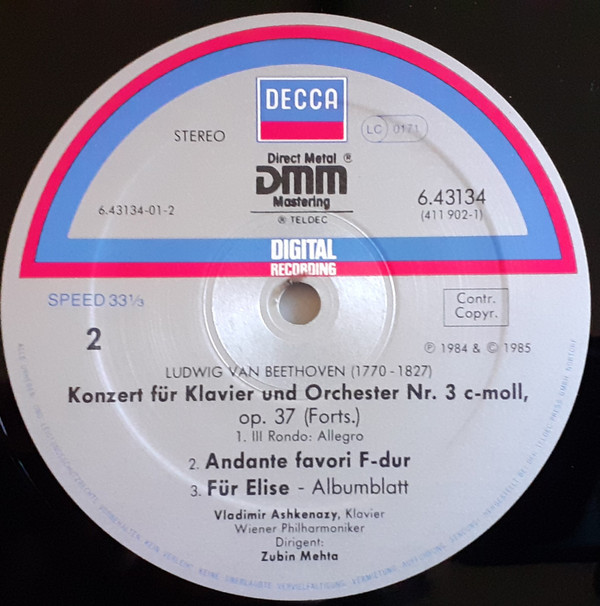 DECCA
STEREO
LC 0171
Direct Metal ®
DMM
Mastering
® TELDEC
6.43134-01-2
6.43134
(411 902-1)
DIGITAL
RECORDING
SPEED 33⅓
Contr.
Copyr.
2
℗ 1984 & © 1985
LUDWIG VAN BEETHOVEN (1770-1827)
Konzert für Klavier und Orchester Nr. 3 c-moll,
op. 37 (Forts.)
1. III Rondo: Allegro
2. Andante favori F-dur
3. Für Elise - Albumblatt
Vladimir Ashkenazy, Klavier
Wiener Philharmoniker
Dirigent:
Zubin Mehta